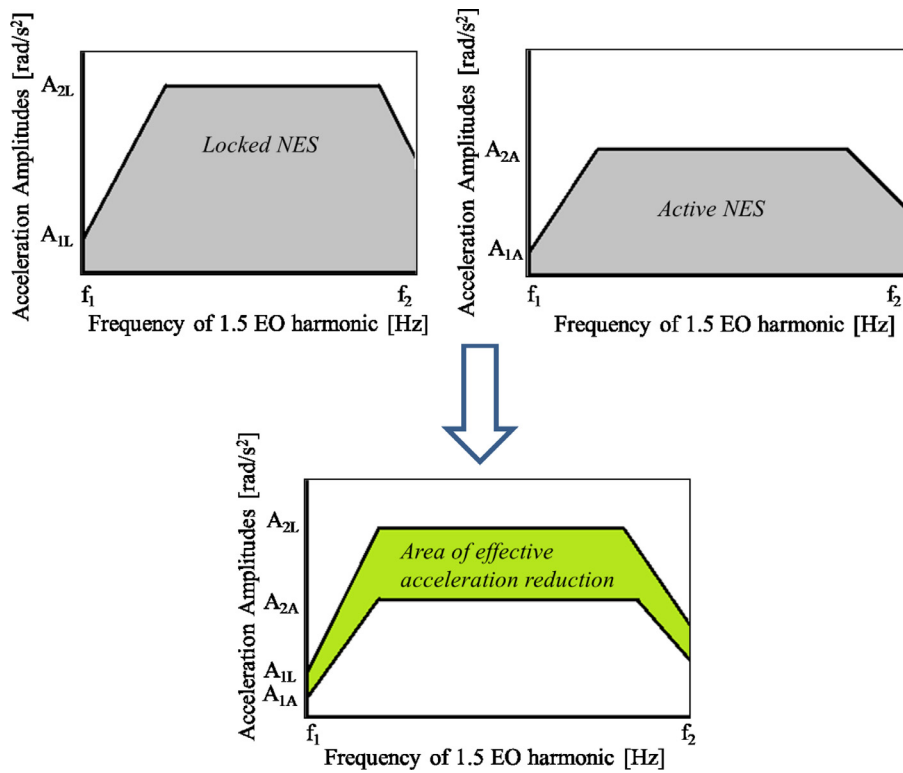 Acceleration Amplitudes [rad/s²]
A2L
A1L
Locked NES
f1
f2
Frequency of 1.5 EO harmonic [Hz]
Acceleration Amplitudes [rad/s²]
A2A
A1A
Active NES
f1
f2
Frequency of 1.5 EO harmonic [Hz]
Acceleration Amplitudes [rad/s²]
A2L
A2A
A1L
A1A
Area of effective
acceleration reduction
f1
f2
Frequency of 1.5 EO harmonic [Hz]